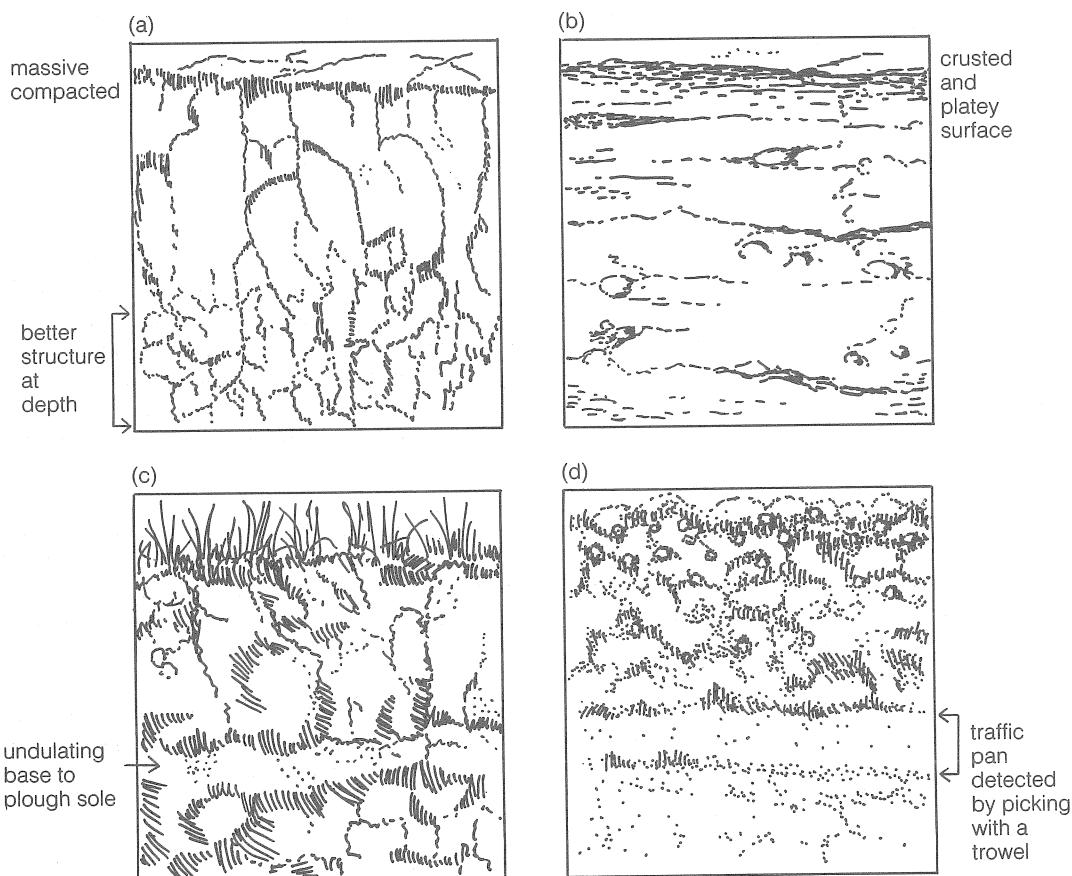 (a)
massive
compacted
better
structure
at
depth
(b)
crusted
and
platey
surface
(c)
undulating
base to
plough sole
(d)
traffic
pan
detected
by picking
with a
trowel